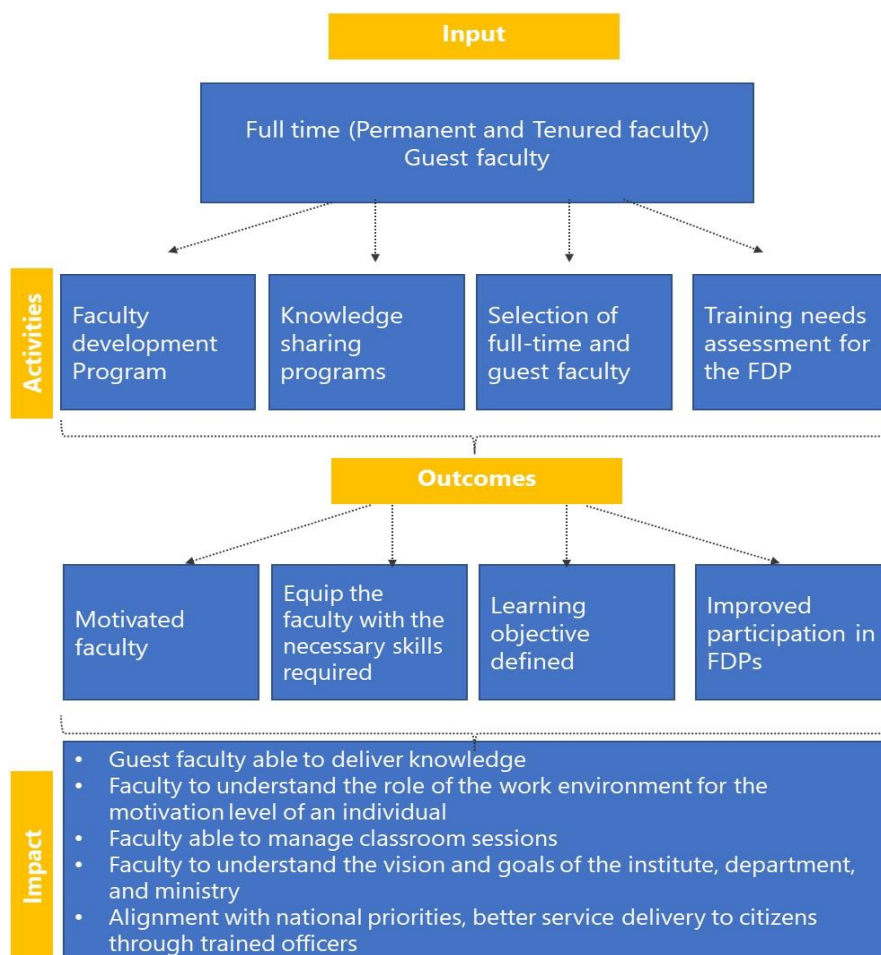 Input
Full time (Permanent and Tenured faculty)
Guest faculty
Activities
Faculty
development
Program
Knowledge
sharing
programs
Selection of
full-time and
guest faculty
Training needs
assessment for
the FDP
Outcomes
Motivated
faculty
Equip the
faculty with the
necessary skills
required
Learning
objective
defined
Improved
participation in
FDPs
Impact
• Guest faculty able to deliver knowledge
• Faculty to understand the role of the work environment for the
motivation level of an individual
• Faculty able to manage classroom sessions
• Faculty to understand the vision and goals of the institute, department,
and ministry
• Alignment with national priorities, better service delivery to citizens
through trained officers